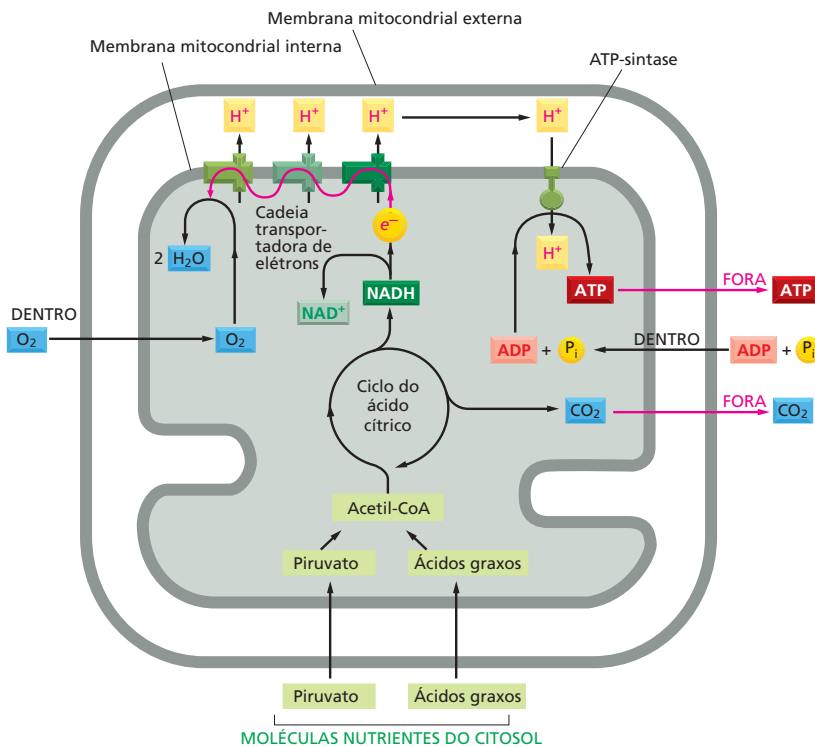 Membrana mitocondrial externa
Membrana mitocondrial interna
ATP-sintase
H+
H+
H+
H+
Cadeia
transpor-
tadora de
elétrons
e–
2 H2O
H+
NAD+
NADH
ATP
FORA
ATP
DENTRO
O2
O2
ADP + Pi
DENTRO
ADP + Pi
Ciclo do
ácido
cítrico
CO2
FORA
CO2
Acetil-CoA
Piruvato
Ácidos graxos
Piruvato
Ácidos graxos
MOLÉCULAS NUTRIENTES DO CITOSOL